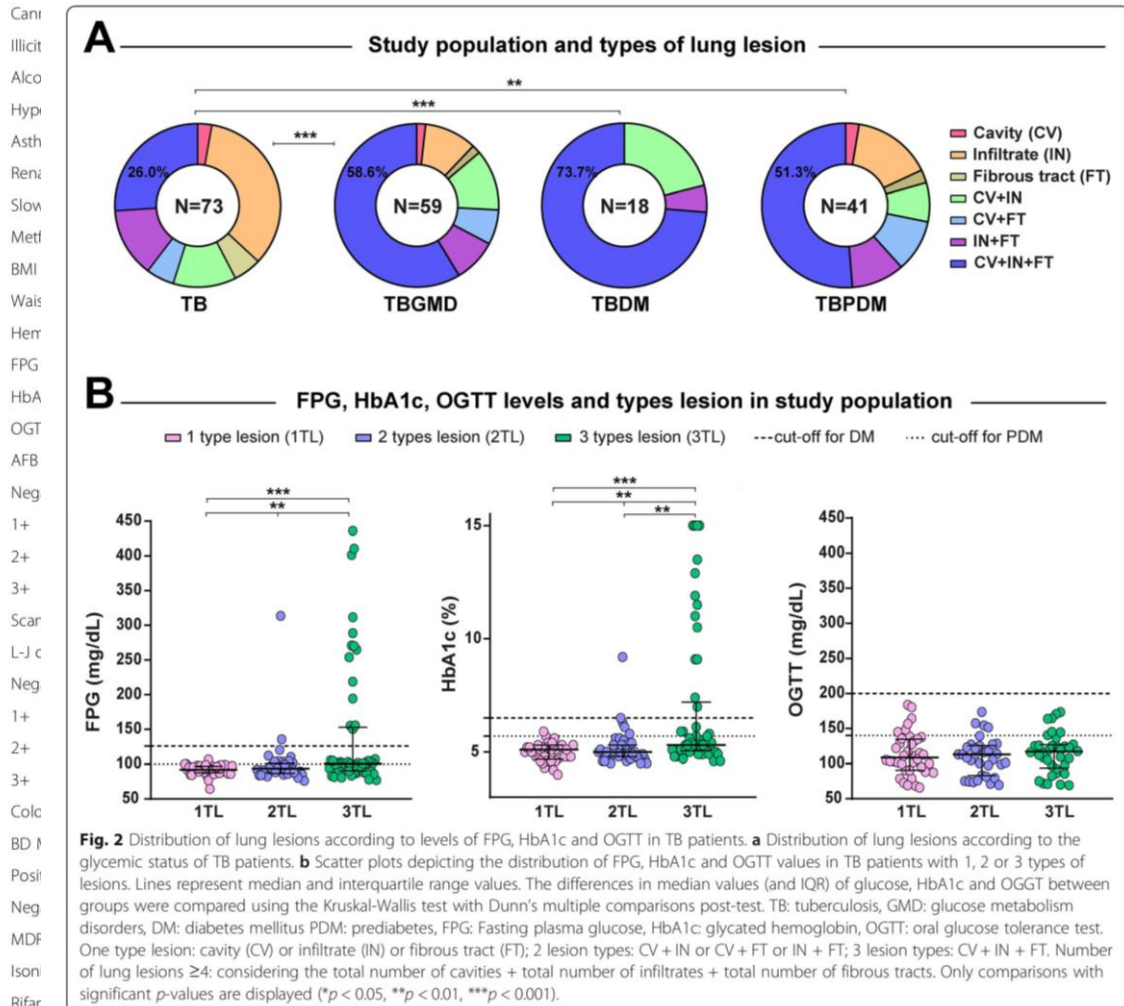 Cann
Illicit
Alco
Hype
Asth
Rena
Slow
Metf
BMI
Wais
Hem
FPG
HbA
OGT
AFB
Neg
1+
2+
3+
Scan
L-J c
Neg
1+
2+
3+
Colo
BD M
Posit
Neg
MDR
Isoni
Rifar
A
Study population and types of lung lesion
**
***
***
26.0%
58.6%
73.7%
51.3%
N=73
N=59
N=18
N=41
TB
TBGMD
TBDM
TBPDM
Cavity (CV)
Infiltrate (IN)
Fibrous tract (FT)
CV+IN
CV+FT
IN+FT
CV+IN+FT
B
FPG, HbA1c, OGTT levels and types lesion in study population
1 type lesion (1TL) 2 types lesion (2TL) 3 types lesion (3TL) cut-off for DM cut-off for PDM
***
**
FPG (mg/dL)
450
400
350
300
250
200
150
100
50
1TL 2TL 3TL
***
**
**
HbA1c (%)
15
10
5
1TL 2TL 3TL
OGTT (mg/dL)
450
400
350
300
250
200
150
100
50
1TL 2TL 3TL
Fig. 2 Distribution of lung lesions according to levels of FPG, HbA1c and OGTT in TB patients. a Distribution of lung lesions according to the
glycemic status of TB patients. b Scatter plots depicting the distribution of FPG, HbA1c and OGTT values in TB patients with 1, 2 or 3 types of
lesions. Lines represent median and interquartile range values. The differences in median values (and IQR) of glucose, HbA1c and OGGT between
groups were compared using the Kruskal-Wallis test with Dunn's multiple comparisons post-test. TB: tuberculosis, GMD: glucose metabolism
disorders, DM: diabetes mellitus PDM: prediabetes, FPG: Fasting plasma glucose, HbA1c: glycated hemoglobin, OGTT: oral glucose tolerance test.
One type lesion: cavity (CV) or infiltrate (IN) or fibrous tract (FT); 2 lesion types: CV + IN or CV + FT or IN + FT; 3 lesion types: CV + IN + FT. Number
of lung lesions ≥4: considering the total number of cavities + total number of infiltrates + total number of fibrous tracts. Only comparisons with
significant p-values are displayed (*p < 0.05, **p < 0.01, ***p < 0.001).